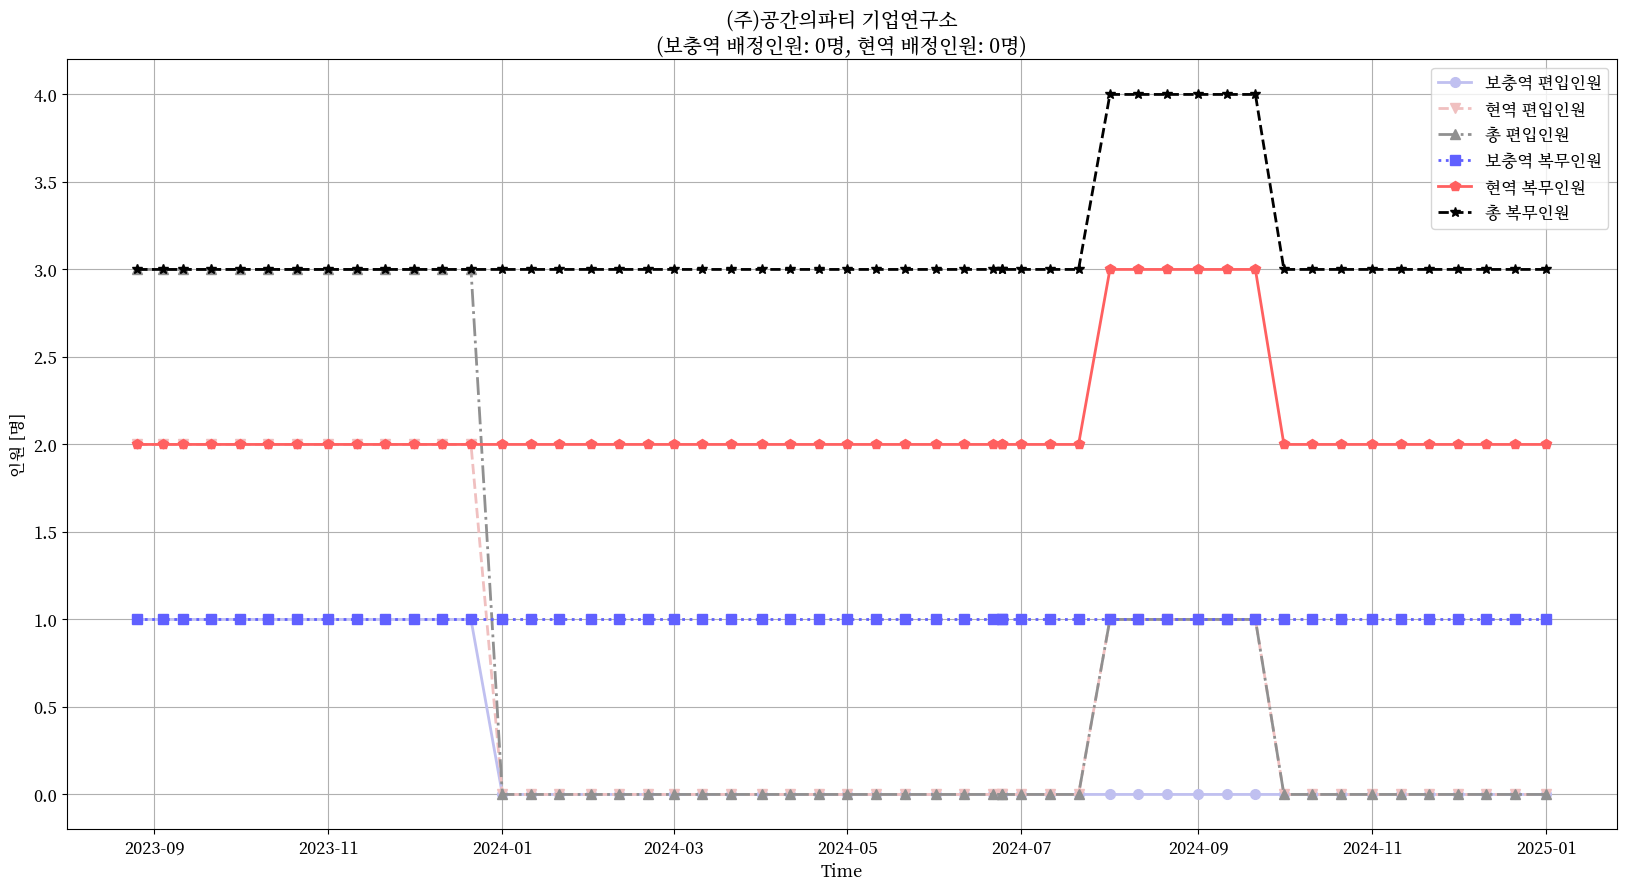 (주)공간의파티 기업연구소
(보충역 배정인원: 0명, 현역 배정인원: 0명)
보충역 편입인원
현역 편입인원
총 편입인원
보충역 복무인원
현역 복무인원
총 복무인원
인원 [명]
4.0
3.5
3.0
2.5
2.0
1.5
1.0
0.5
0.0
2023-09 2023-11 2024-01 2024-03 2024-05 2024-07 2024-09 2024-11 2025-01
Time